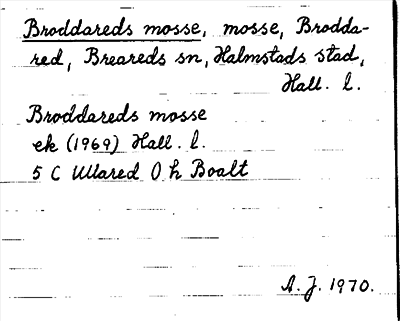 Broddareds mosse, mosse, Brodda-
red, Breareds sn, Halmstads stad,
Hall. l.
Broddareds mosse
ek (1969) Hall. l.
5 C Ullared O h Boalt
A. J. 1970.